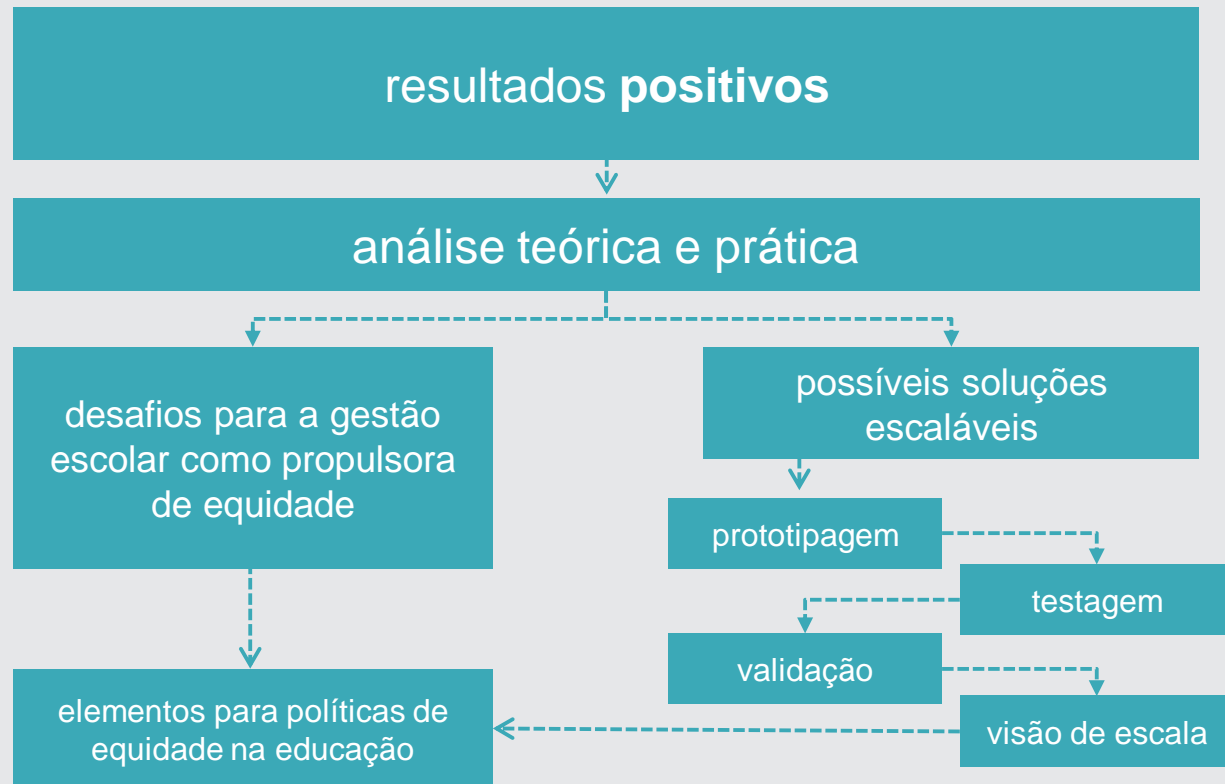 resultados positivos
análise teórica e prática
desafios para a gestão
escolar como propulsora
de equidade
possíveis soluções
escaláveis
prototipagem
testagem
validação
visão de escala
elementos para políticas de
equidade na educação